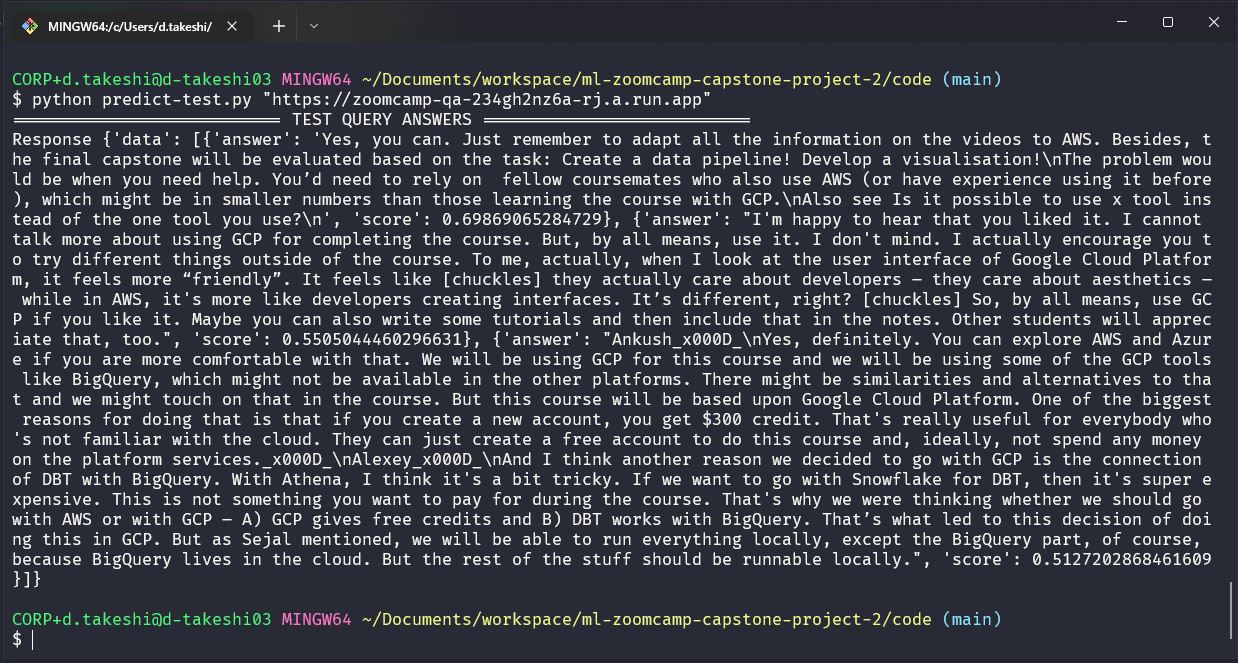 MINGW64:/c/Users/d.takeshi/
CORP+d.takeshi@d-takeshi03 MINGW64 ~/Documents/workspace/ml-zoomcamp-capstone-project-2/code (main)
$ python predict-test.py "https://zoomcamp-qa-234gh2nz6a-rj.a.run.app"
=========================== TEST QUERY ANSWERS ===========================
Response {'data': [{'answer': 'Yes, you can. Just remember to adapt all the information on the videos to AWS. Besides, t
he final capstone will be evaluated based on the task: Create a data pipeline! Develop a visualisation!\nThe problem wou
ld be when you need help. You’d need to rely on  fellow coursemates who also use AWS (or have experience using it before
), which might be in smaller numbers than those learning the course with GCP.\nAlso see Is it possible to use x tool ins
tead of the one tool you use?\n', 'score': 0.69869065284729}, {'answer': "I'm happy to hear that you liked it. I cannot
talk more about using GCP for completing the course. But, by all means, use it. I don't mind. I actually encourage you t
o try different things outside of the course. To me, actually, when I look at the user interface of Google Cloud Platfor
m, it feels more “friendly”. It feels like [chuckles] they actually care about developers – they care about aesthetics –
 while in AWS, it's more like developers creating interfaces. It’s different, right? [chuckles] So, by all means, use GC
P if you like it. Maybe you can also write some tutorials and then include that in the notes. Other students will apprec
iate that, too.", 'score': 0.5505044460296631}, {'answer': "Ankush_x000D_\nYes, definitely. You can explore AWS and Azur
e if you are more comfortable with that. We will be using GCP for this course and we will be using some of the GCP tools
 like BigQuery, which might not be available in the other platforms. There might be similarities and alternatives to tha
t and we might touch on that in the course. But this course will be based upon Google Cloud Platform. One of the biggest
 reasons for doing that is that if you create a new account, you get $300 credit. That's really useful for everybody who
's not familiar with the cloud. They can just create a free account to do this course and, ideally, not spend any money
on the platform services._x000D_\nAlexey_x000D_\nAnd I think another reason we decided to go with GCP is the connection
of DBT with BigQuery. With Athena, I think it's a bit tricky. If we want to go with Snowflake for DBT, then it's super e
xpensive. This is not something you want to pay for during the course. That's why we were thinking whether we should go
with AWS or with GCP – A) GCP gives free credits and B) DBT works with BigQuery. That’s what led to this decision of doi
ng this in GCP. But as Sejal mentioned, we will be able to run everything locally, except the BigQuery part, of course,
because BigQuery lives in the cloud. But the rest of the stuff should be runnable locally.", 'score': 0.5127202868461609
}]}
CORP+d.takeshi@d-takeshi03 MINGW64 ~/Documents/workspace/ml-zoomcamp-capstone-project-2/code (main)
$